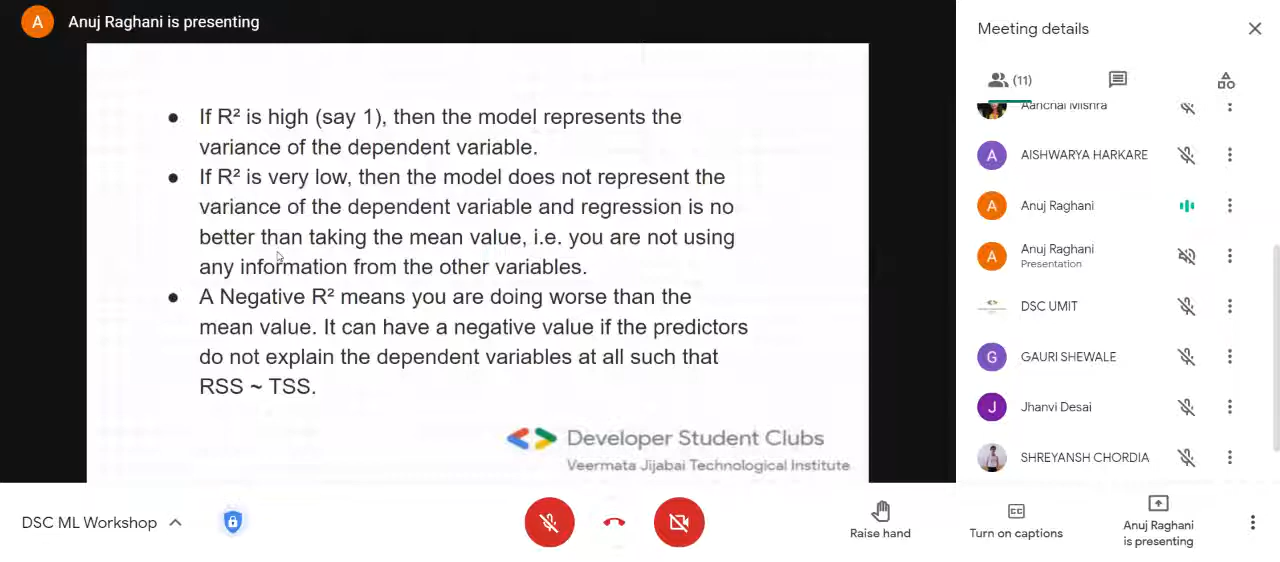 A
Anuj Raghani is presenting
● If R² is high (say 1), then the model represents the
variance of the dependent variable.
● If R² is very low, then the model does not represent the
variance of the dependent variable and regression is no
better than taking the mean value, i.e. you are not using
any information from the other variables.
● A Negative R² means you are doing worse than the
mean value. It can have a negative value if the predictors
do not explain the dependent variables at all such that
RSS ~ TSS.
Developer Student Clubs
Veermata Jijabai Technological Institute
Meeting details
(11)
Aanchal Mishra
A AISHWARYA HARKARE
A Anuj Raghani
A Anuj Raghani
Presentation
DSC UMIT
G GAURI SHEWALE
J Jhanvi Desai
SHREYANSH CHORDIA
DSC ML Workshop
Raise hand
CC
Turn on captions
Anuj Raghani
is presenting